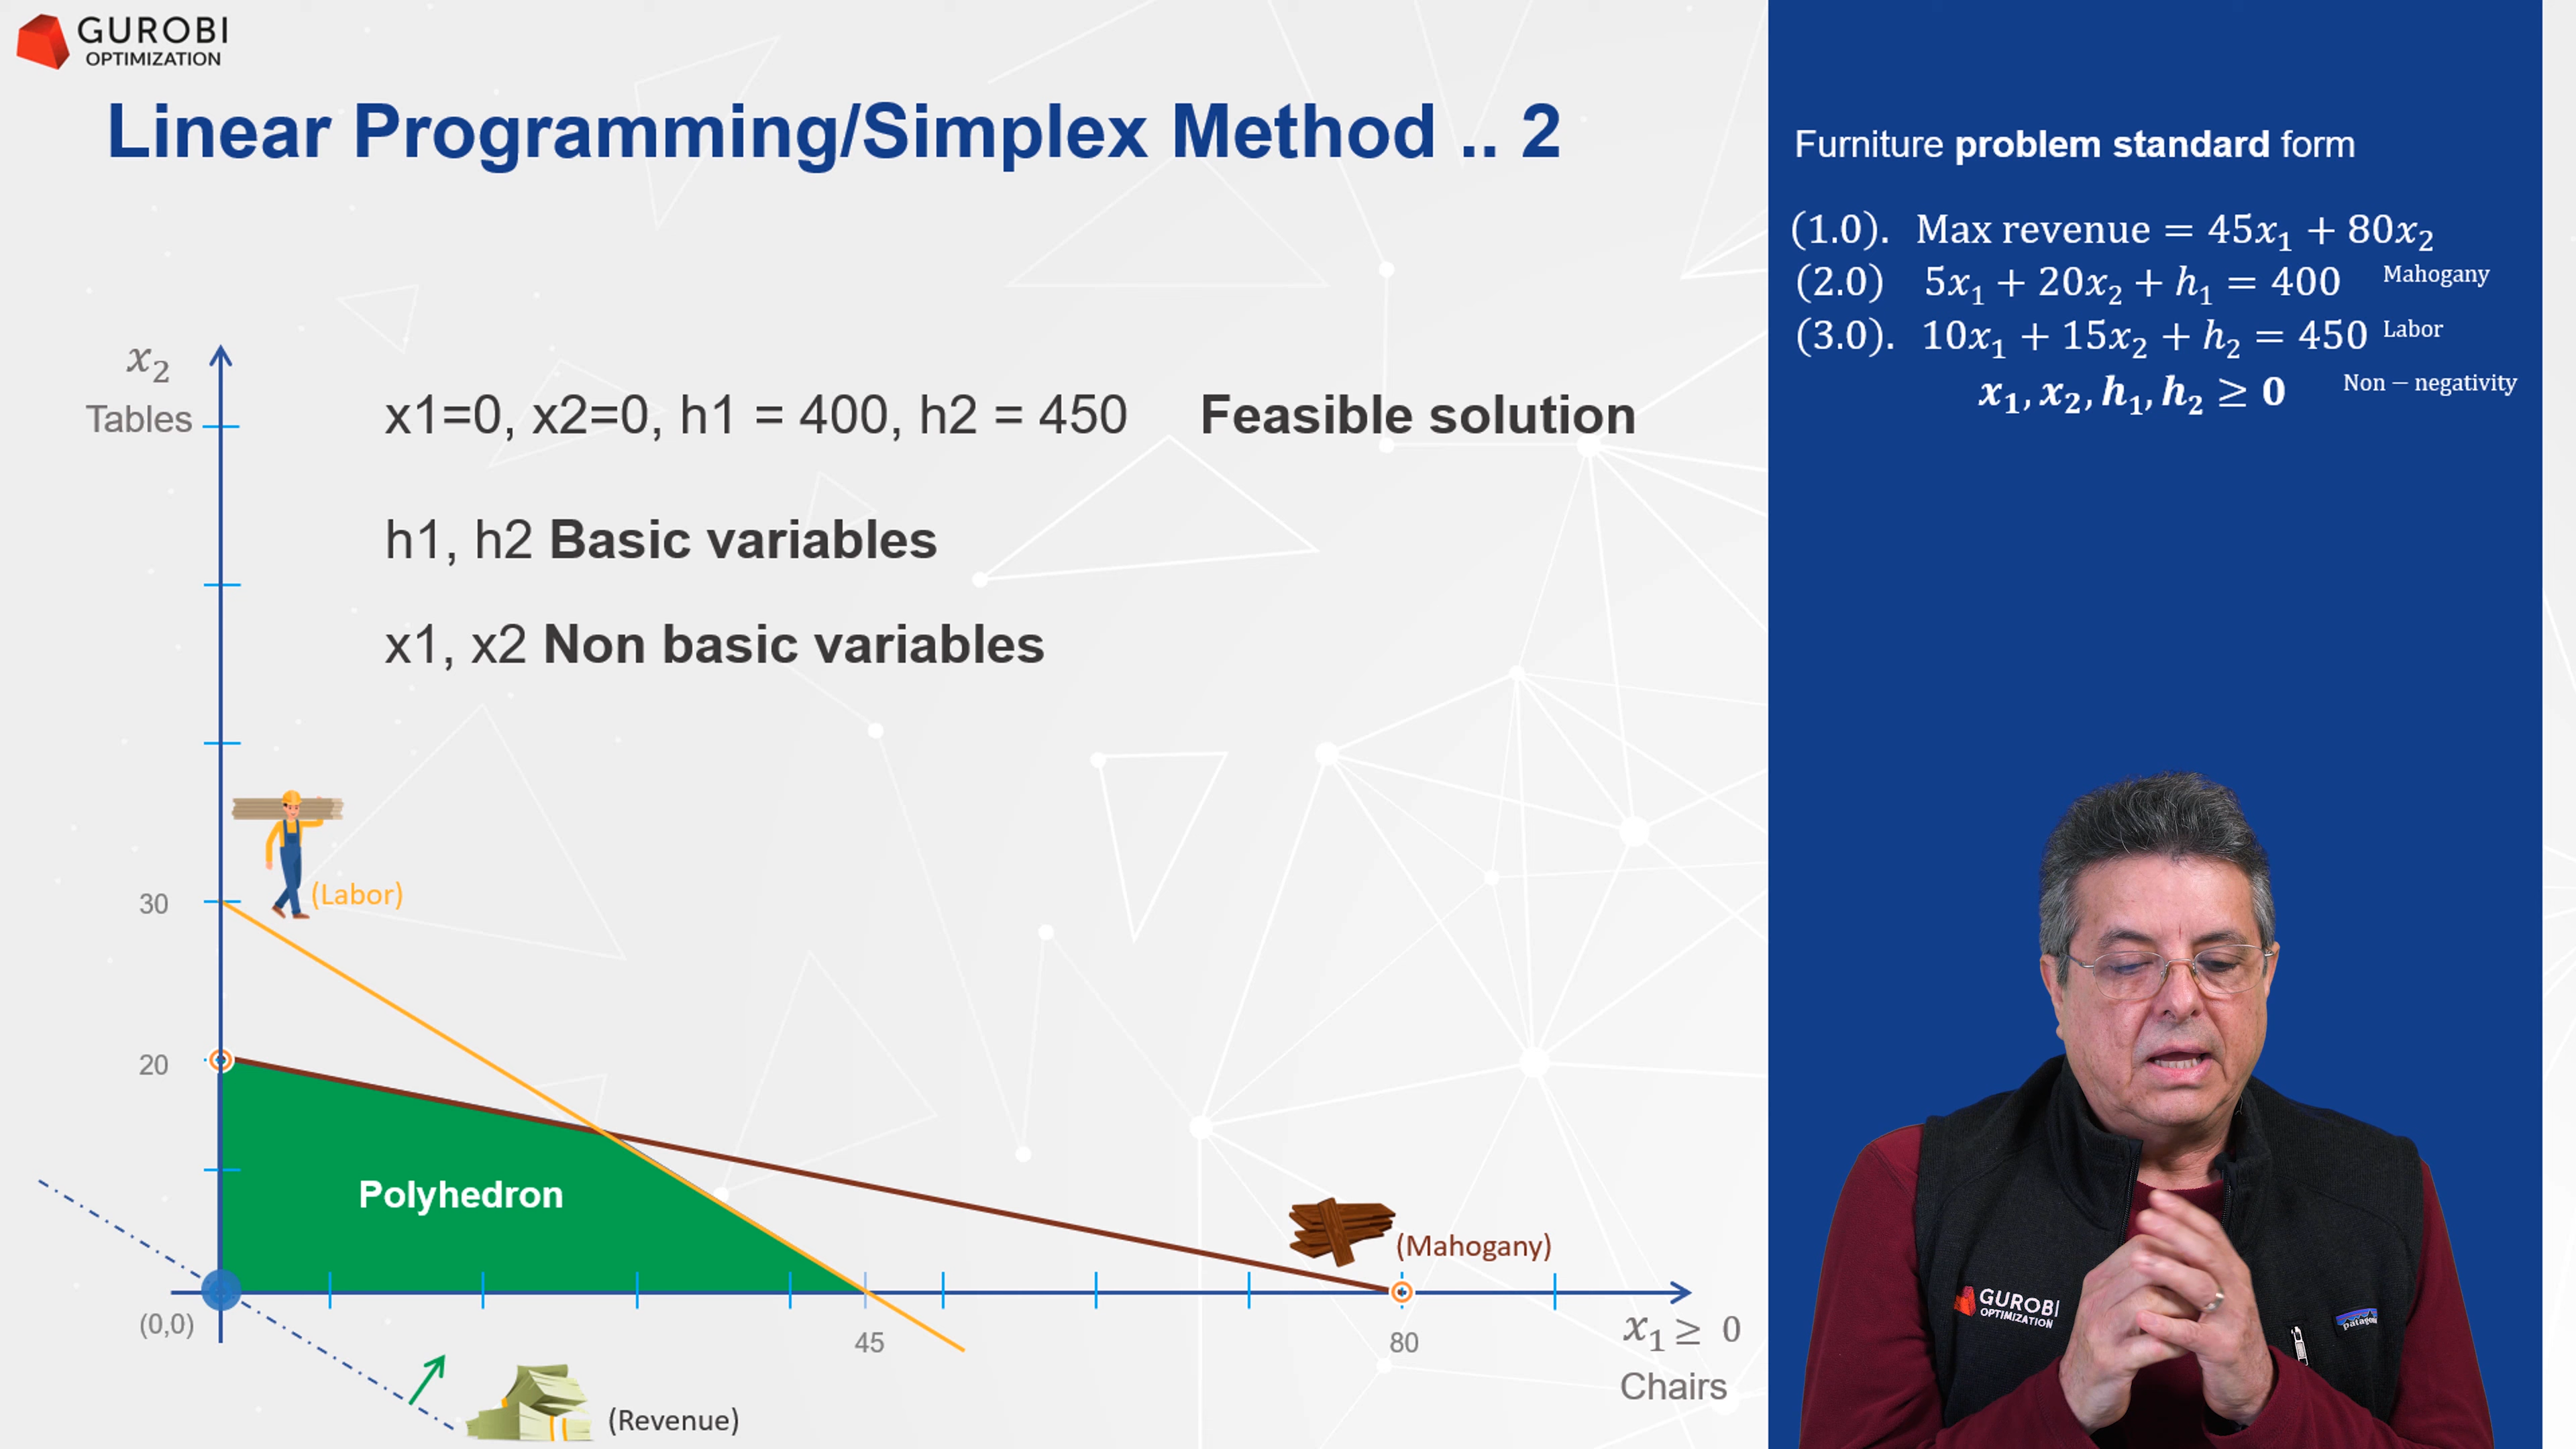 GUROBI
OPTIMIZATION
Linear Programming/Simplex Method .. 2
x₂
Tables
x1=0, x2=0, h1 = 400, h2 = 450 Feasible solution
h1, h2 Basic variables
x1, x2 Non basic variables
(Labor)
30
20
Polyhedron
(Mahogany)
(0,0)
45
80
x₁ ≥ 0
Chairs
(Revenue)
Furniture problem standard form
(1.0). Max revenue = 45x₁ + 80x₂
(2.0) 5x₁ + 20x₂ + h₁ = 400 Mahogany
(3.0). 10x₁ + 15x₂ + h₂ = 450 Labor
x₁, x₂, h₁, h₂ ≥ 0 Non − negativity
GUROBI
OPTIMIZATION
patagonia